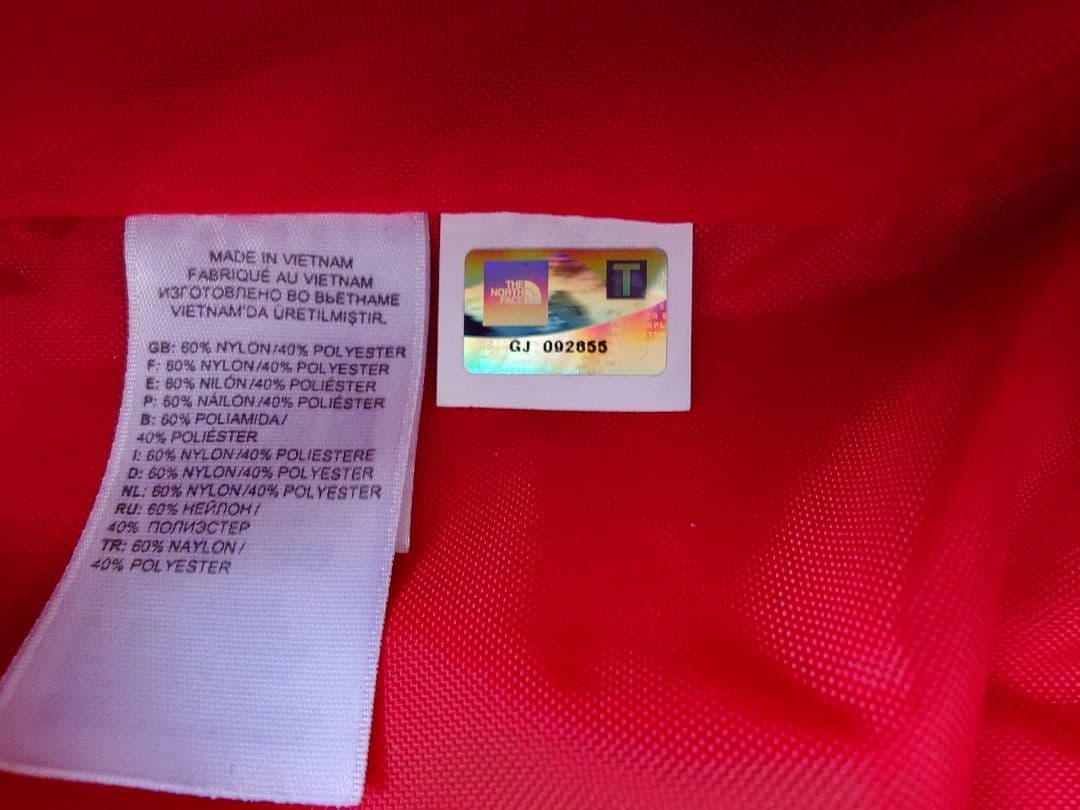 MADE IN VIETNAM
FABRIQUÉ AU VIETNAM
ИЗГОТОВЛЕНО ВО ВЬЕТНАМЕ
VIETNAM'DA ÜRETILMIŞTIR.
GB: 60% NYLON/40% POLYESTER
F: 60% NYLON/40% POLYESTER
E: 60% NILÓN/40% POLIÉSTER
P: 60% NÁILON/40% POLIÉSTER
B: 60% POLIAMIDA/
40% POLIÉSTER
I: 60% NYLON/40% POLIESTERE
D: 60% NYLON/40% POLYESTER
NL: 60% NYLON/40% POLYESTER
RU: 60% НЕЙЛОН/
40% ПОЛИЭСТЕР
TR: 60% NAYLON/
40% POLYESTER
THE
NORTH
FACE
T
GJ 092855